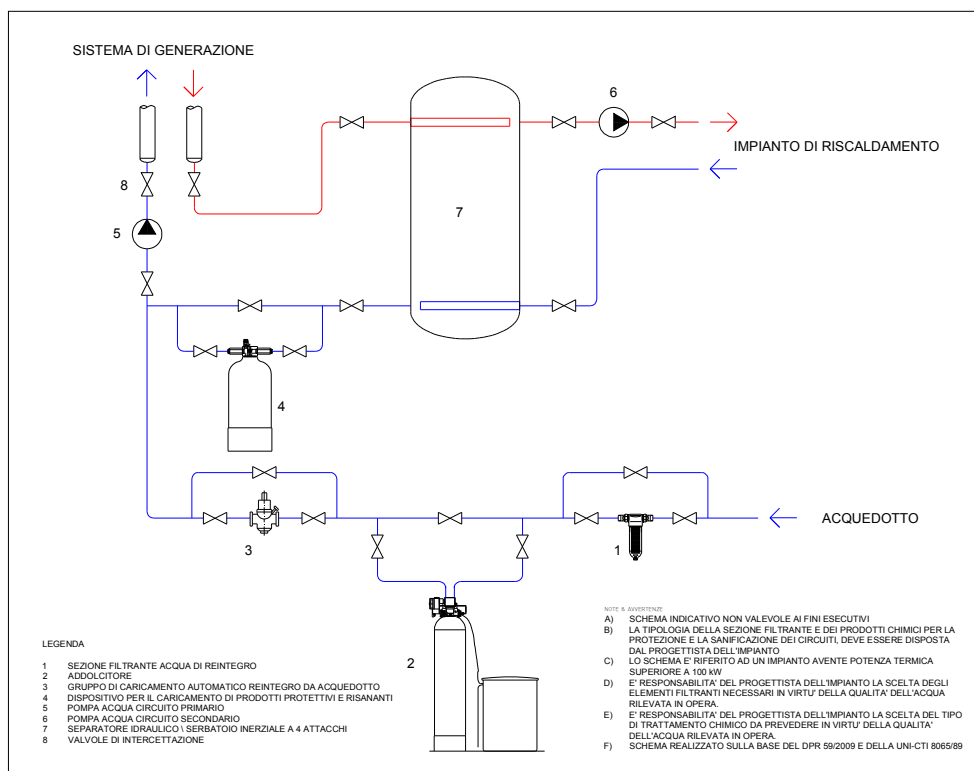 SISTEMA DI GENERAZIONE
6
IMPIANTO DI RISCALDAMENTO
8
7
5
4
ACQUEDOTTO
3
1
2
LEGENDA
1 SEZIONE FILTRANTE ACQUA DI REINTEGRO
2 ADDOLCITORE
3 GRUPPO DI CARICAMENTO AUTOMATICO REINTEGRO DA ACQUEDOTTO
4 DISPOSITIVO PER IL CARICAMENTO DI PRODOTTI PROTETTIVI E RISANANTI
5 POMPA ACQUA CIRCUITO PRIMARIO
6 POMPA ACQUA CIRCUITO SECONDARIO
7 SEPARATORE IDRAULICO \ SERBATOIO INERZIALE A 4 ATTACCHI
8 VALVOLE DI INTERCETTAZIONE
NOTE & AVVERTENZE
A) SCHEMA INDICATIVO NON VALEVOLE AI FINI ESECUTIVI
B) LA TIPOLOGIA DELLA SEZIONE FILTRANTE E DEI PRODOTTI CHIMICI PER LA
PROTEZIONE E LA SANIFICAZIONE DEI CIRCUITI, DEVE ESSERE DISPOSTA
DAL PROGETTISTA DELL'IMPIANTO
C) LO SCHEMA E' RIFERITO AD UN IMPIANTO AVENTE POTENZA TERMICA
SUPERIORE A 100 kW
D) E' RESPONSABILITA' DEL PROGETTISTA DELL'IMPIANTO LA SCELTA DEGLI
ELEMENTI FILTRANTI NECESSARI IN VIRTU' DELLA QUALITA' DELL'ACQUA
RILEVATA IN OPERA.
E) E' RESPONSABILITA' DEL PROGETTISTA DELL'IMPIANTO LA SCELTA DEL TIPO
DI TRATTAMENTO CHIMICO DA PREVEDERE IN VIRTU' DELLA QUALITA'
DELL'ACQUA RILEVATA IN OPERA.
F) SCHEMA REALIZZATO SULLA BASE DEL DPR 59/2009 E DELLA UNI-CTI 8065/89